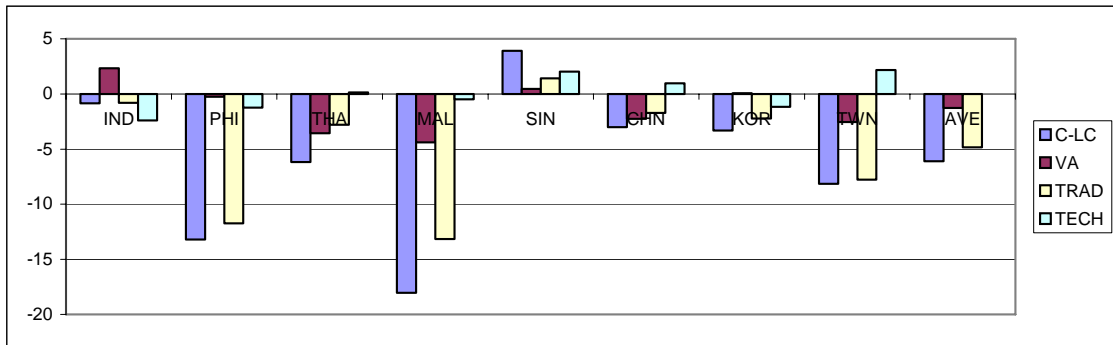 5
0
-5
-10
-15
-20
IND PHI THA MAL SIN CHN KOR TWN AVE
C-LC
VA
TRAD
TECH